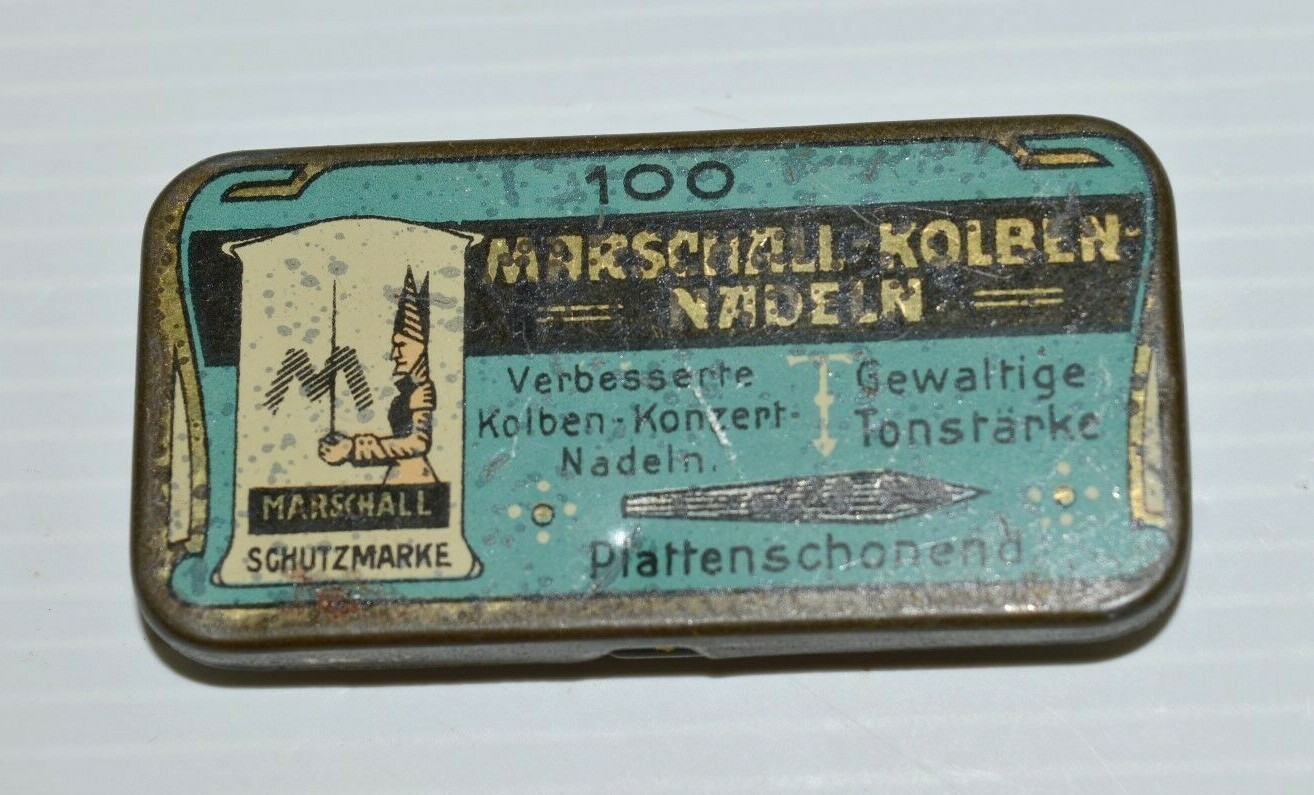 100
MARSCHALL-KOLBEN-
NADELN
Verbesserte
Kolben-Konzert-
Nadeln.
Gewaltige
Tonstärke
Plattenschonend
M
MARSCHALL
SCHUTZMARKE